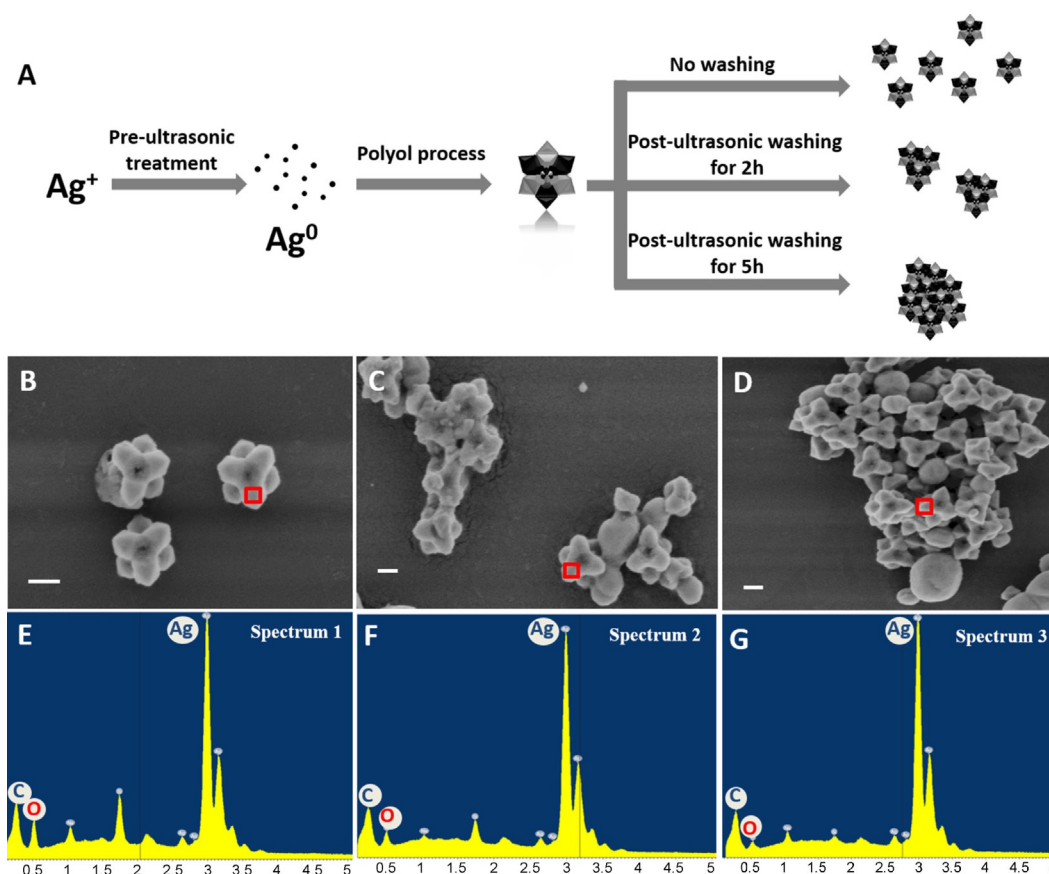 A
No washing
Pre-ultrasonic
treatment
Polyol process
Post-ultrasonic washing
for 2h
Ag⁺
Ag⁰
Post-ultrasonic washing
for 5h
B
C
D
E
Ag
Spectrum 1
C
O
0.5 1 1.5 2 2.5 3 3.5 4 4.5 5
F
Ag
Spectrum 2
C
O
0.5 1 1.5 2 2.5 3 3.5 4 4.5 5
G
Ag
Spectrum 3
C
O
0.5 1 1.5 2 2.5 3 3.5 4 4.5